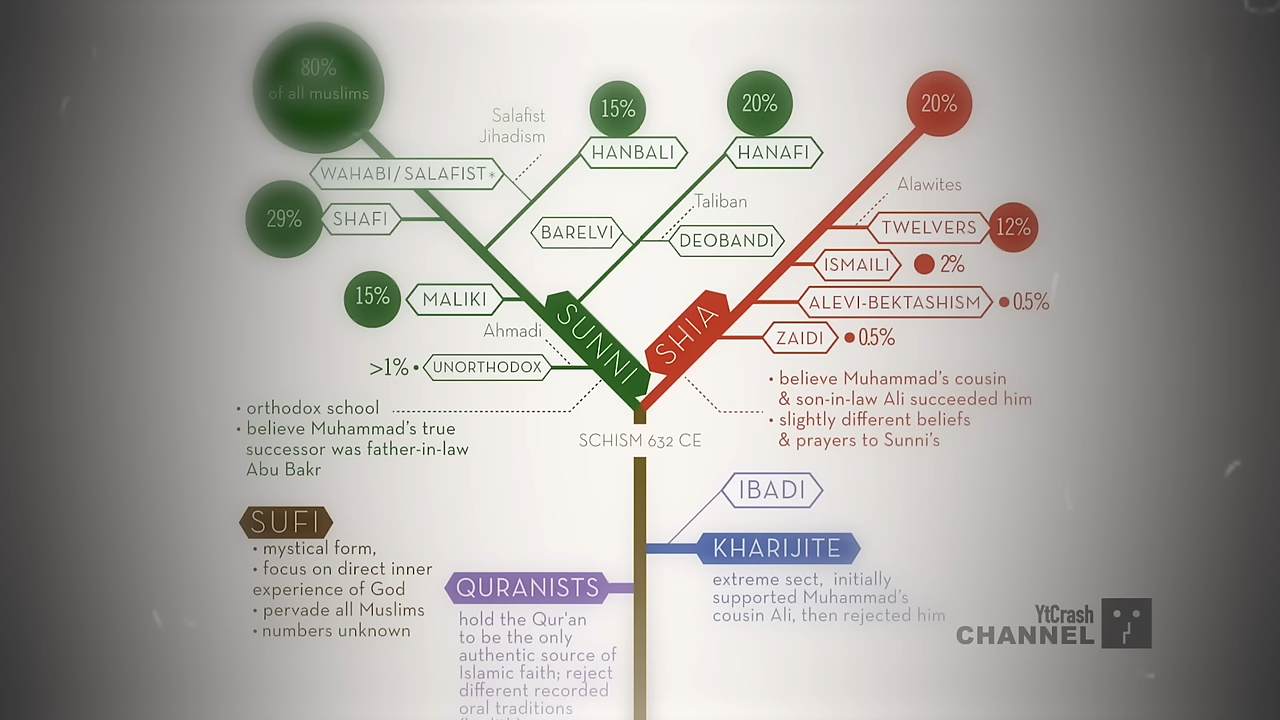 80%
of all muslims
Salafist
Jihadism
15%
20%
20%
HANBALI
HANAFI
WAHABI/SALAFIST*
Alawites
29%
SHAFI
Taliban
TWELVERS
12%
BARELVI
DEOBANDI
ISMAILI
2%
15%
MALIKI
ALEVI-BEKTASHISM
0.5%
SUNNI
SHIA
Ahmadi
ZAIDI
0.5%
>1%
UNORTHODOX
• orthodox school
• believe Muhammad's true
successor was father-in-law
Abu Bakr
• believe Muhammad's cousin
& son-in-law Ali succeeded him
• slightly different beliefs
& prayers to Sunni's
SCHISM 632 CE
IBADI
SUFI
• mystical form,
• focus on direct inner
experience of God
• pervade all Muslims
• numbers unknown
KHARIJITE
extreme sect, initially
supported Muhammad's
cousin Ali, then rejected him
QURANISTS
hold the Qur'an
to be the only
authentic source of
Islamic faith; reject
different recorded
oral traditions
YtCrash
CHANNEL